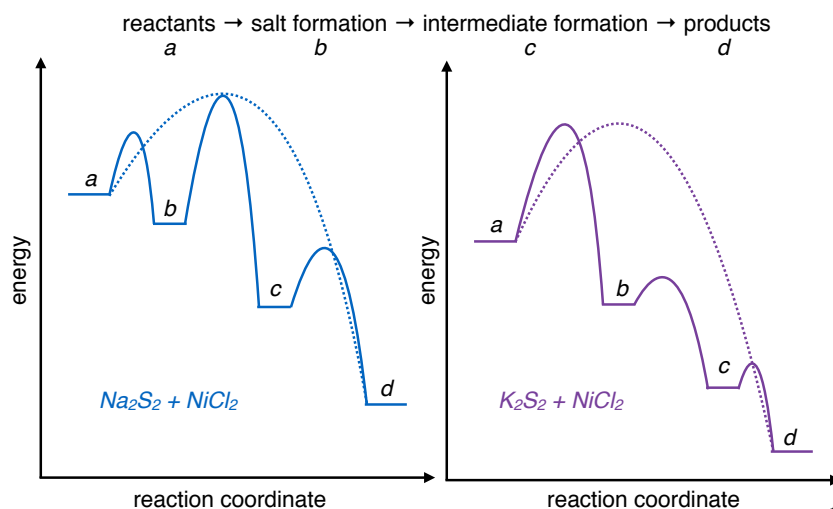 reactants → salt formation → intermediate formation → products
a b c d
a
b
c
d
Na₂S₂ + NiCl₂
energy
reaction coordinate
a
b
c
d
K₂S₂ + NiCl₂
energy
reaction coordinate